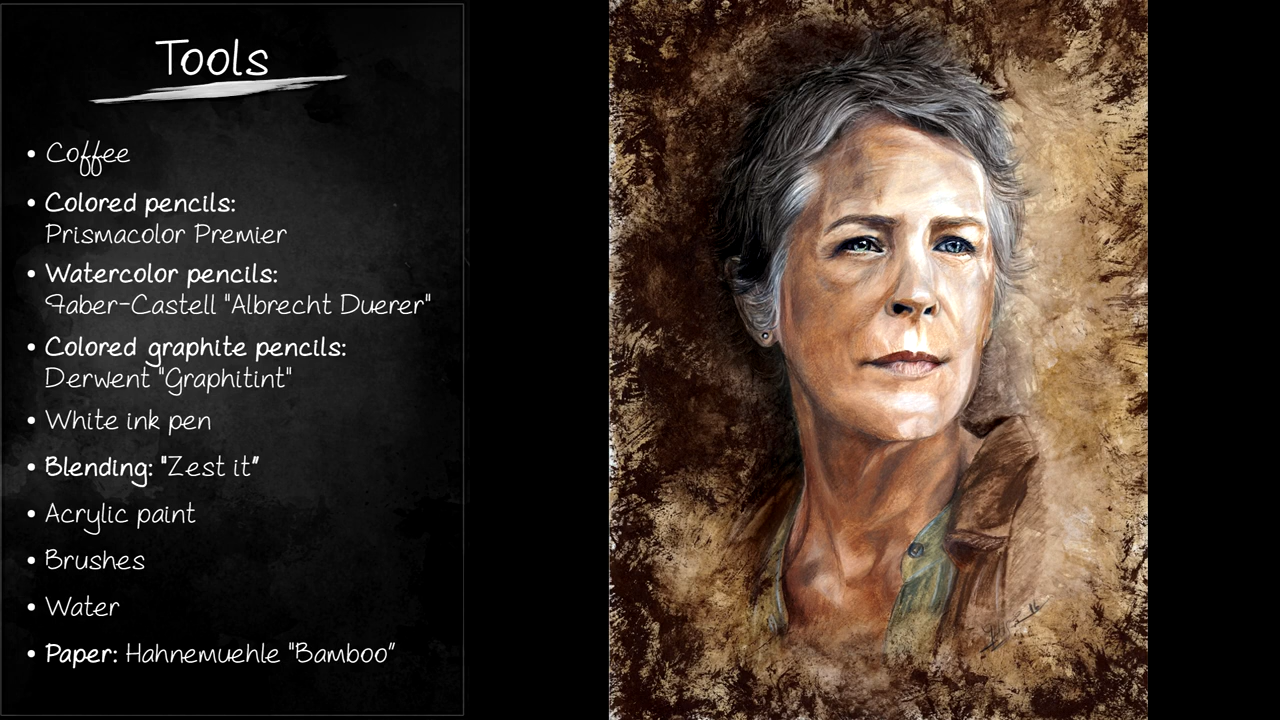 Tools
• Coffee
• Colored pencils:
Prismacolor Premier
• Watercolor pencils:
Faber-Castell "Albrecht Duerer"
• Colored graphite pencils:
Derwent "Graphitint"
• White ink pen
• Blending: "Zest it"
• Acrylic paint
• Brushes
• Water
• Paper: Hahnemuehle "Bamboo"